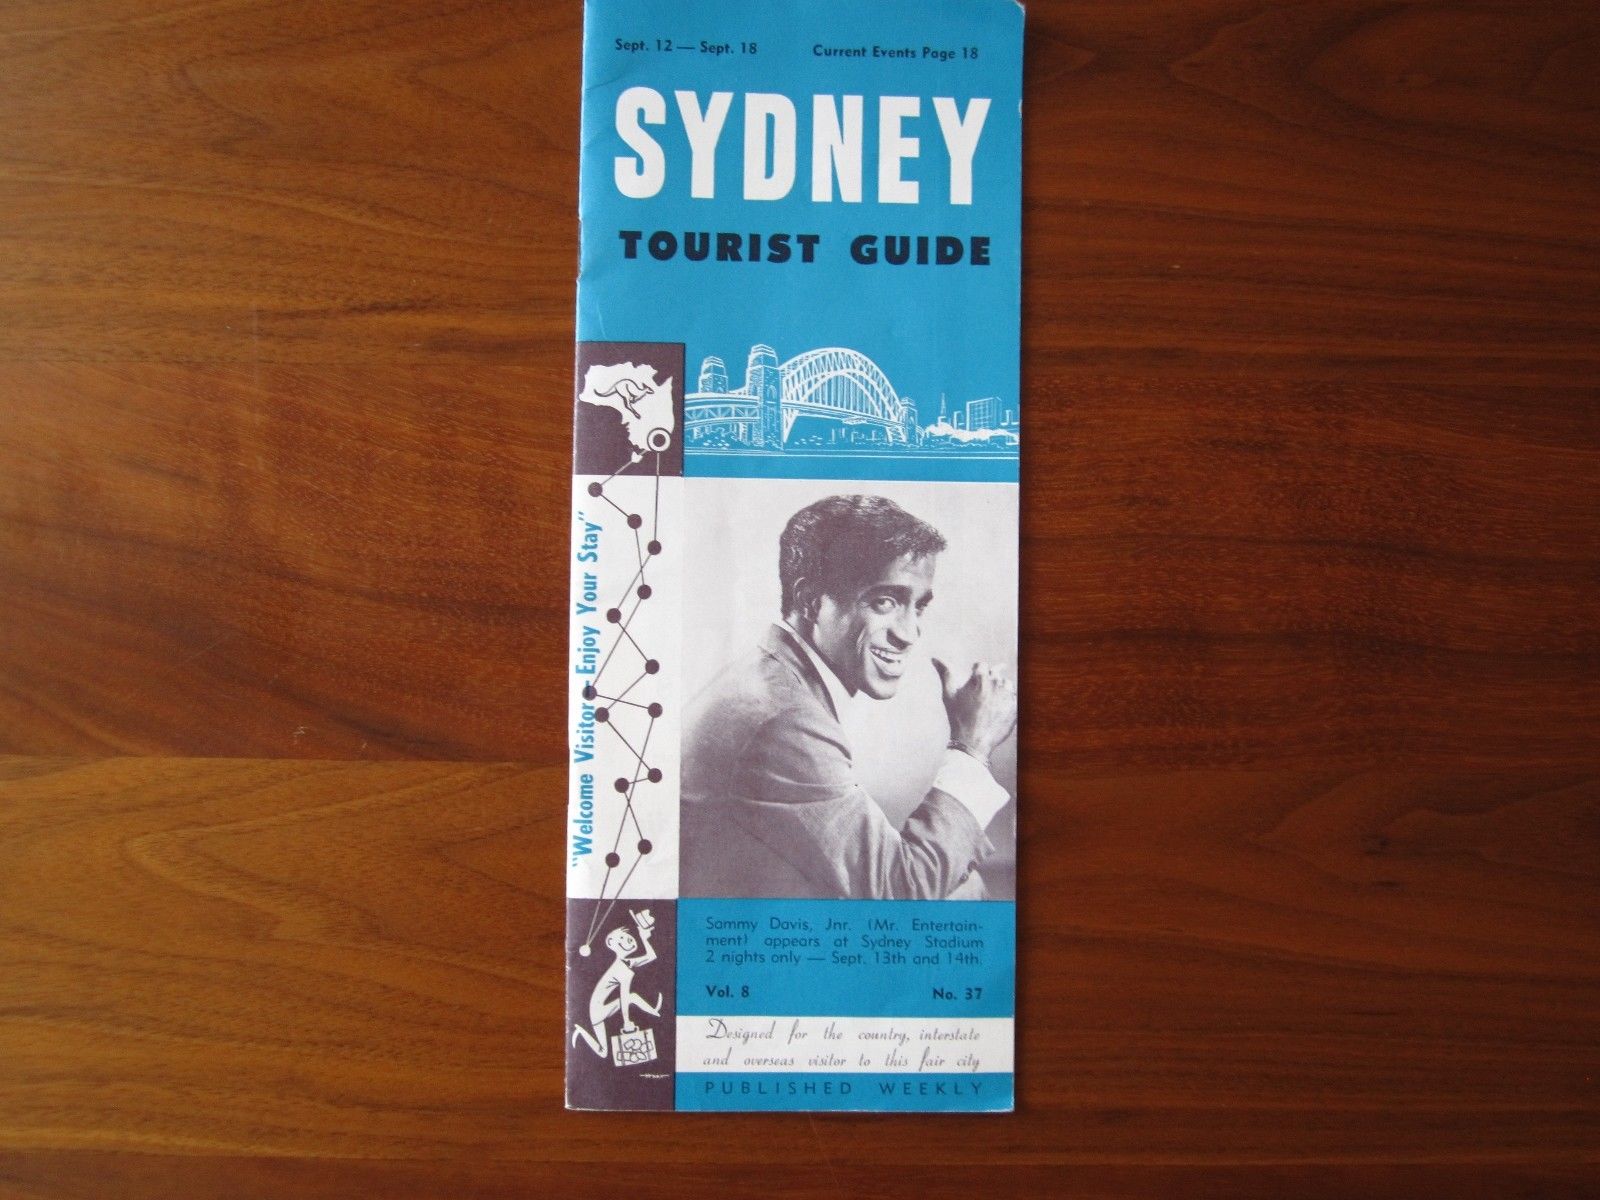 Sept. 12 — Sept. 18 Current Events Page 18
SYDNEY
TOURIST GUIDE
"Welcome Visitor — Enjoy Your Stay"
Sammy Davis, Jnr. (Mr. Entertain-
ment) appears at Sydney Stadium
2 nights only — Sept. 13th and 14th.
Vol. 8 No. 37
Designed for the country, interstate
and overseas visitor to this fair city
PUBLISHED WEEKLY